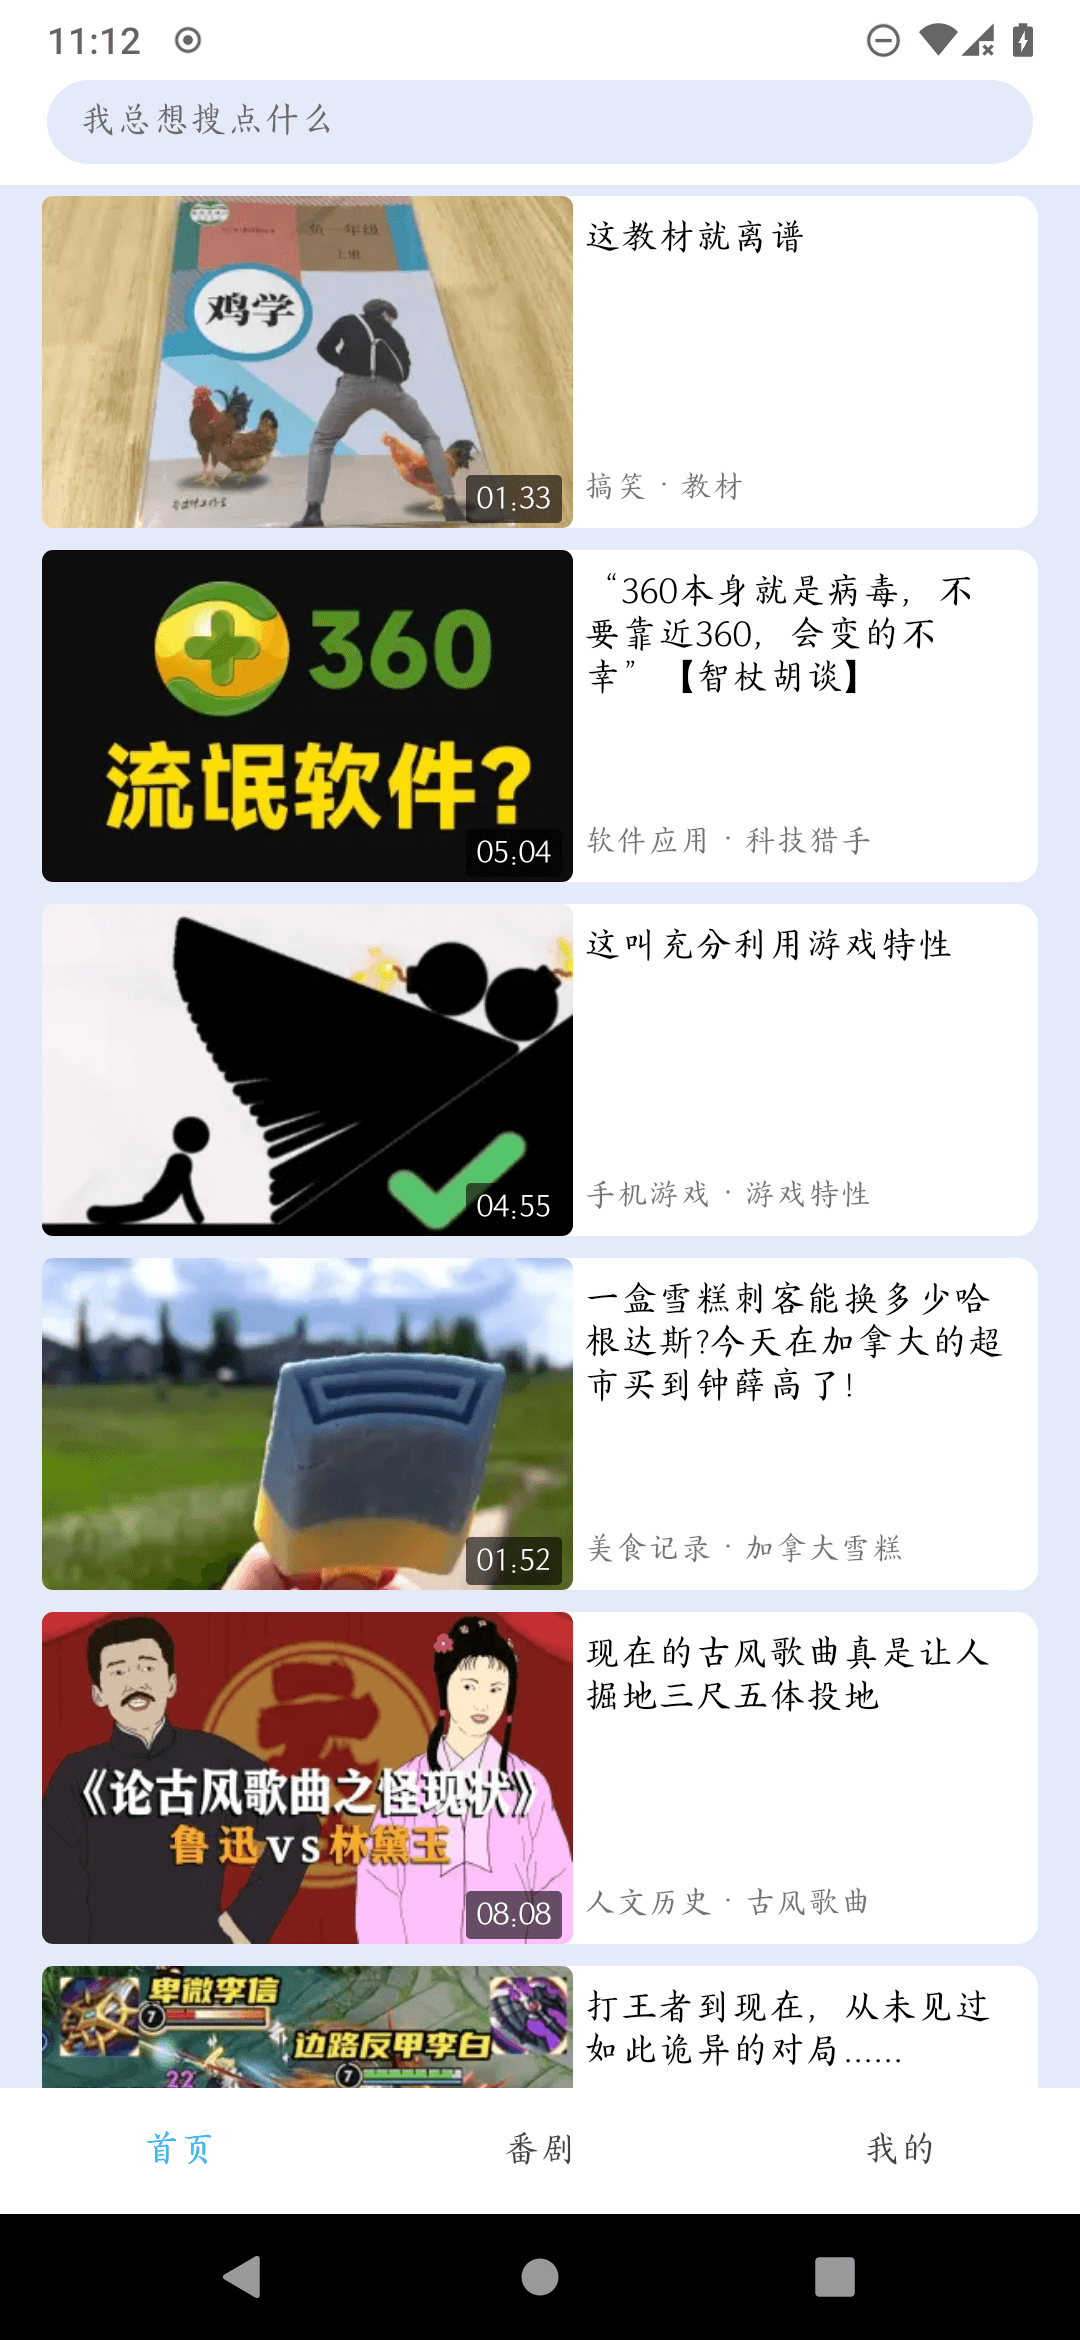 11:12
我总想搜点什么
负一年级
上册
鸡学
01:33
这教材就离谱
搞笑 · 教材
360
流氓软件?
05:04
“360本身就是病毒，不
要靠近360，会变的不
幸” 【智杖胡谈】
软件应用 · 科技猎手
04:55
这叫充分利用游戏特性
手机游戏 · 游戏特性
01:52
一盒雪糕刺客能换多少哈
根达斯?今天在加拿大的超
市买到钟薛高了!
美食记录 · 加拿大雪糕
《论古风歌曲之怪现状》
鲁迅vs林黛玉
08:08
现在的古风歌曲真是让人
掘地三尺五体投地
人文历史 · 古风歌曲
卑微李信
7
边路反甲李白
7
22
打王者到现在，从未见过
如此诡异的对局......
首页
番剧
我的